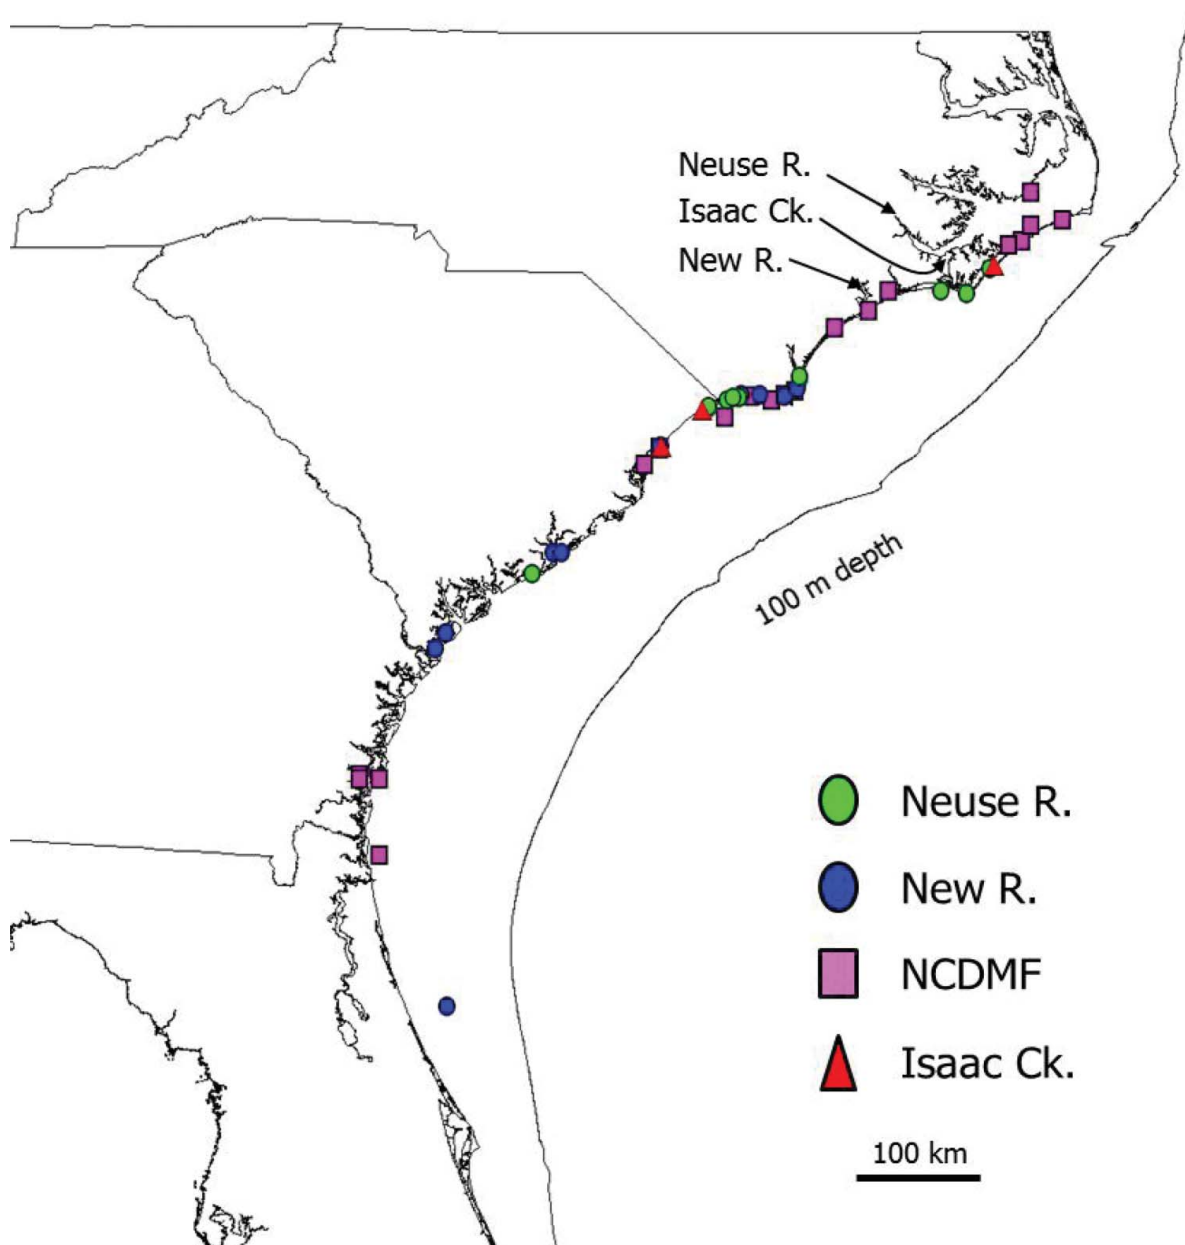 Neuse R.
Isaac Ck.
New R.
100 m depth
Neuse R.
New R.
NCDMF
Isaac Ck.
100 km